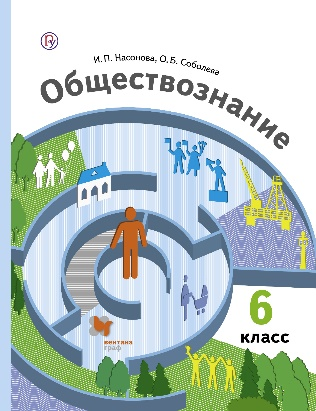 И. П. Насонова, О. Б. Соболева
Обществознание
6
класс
вентана
граф